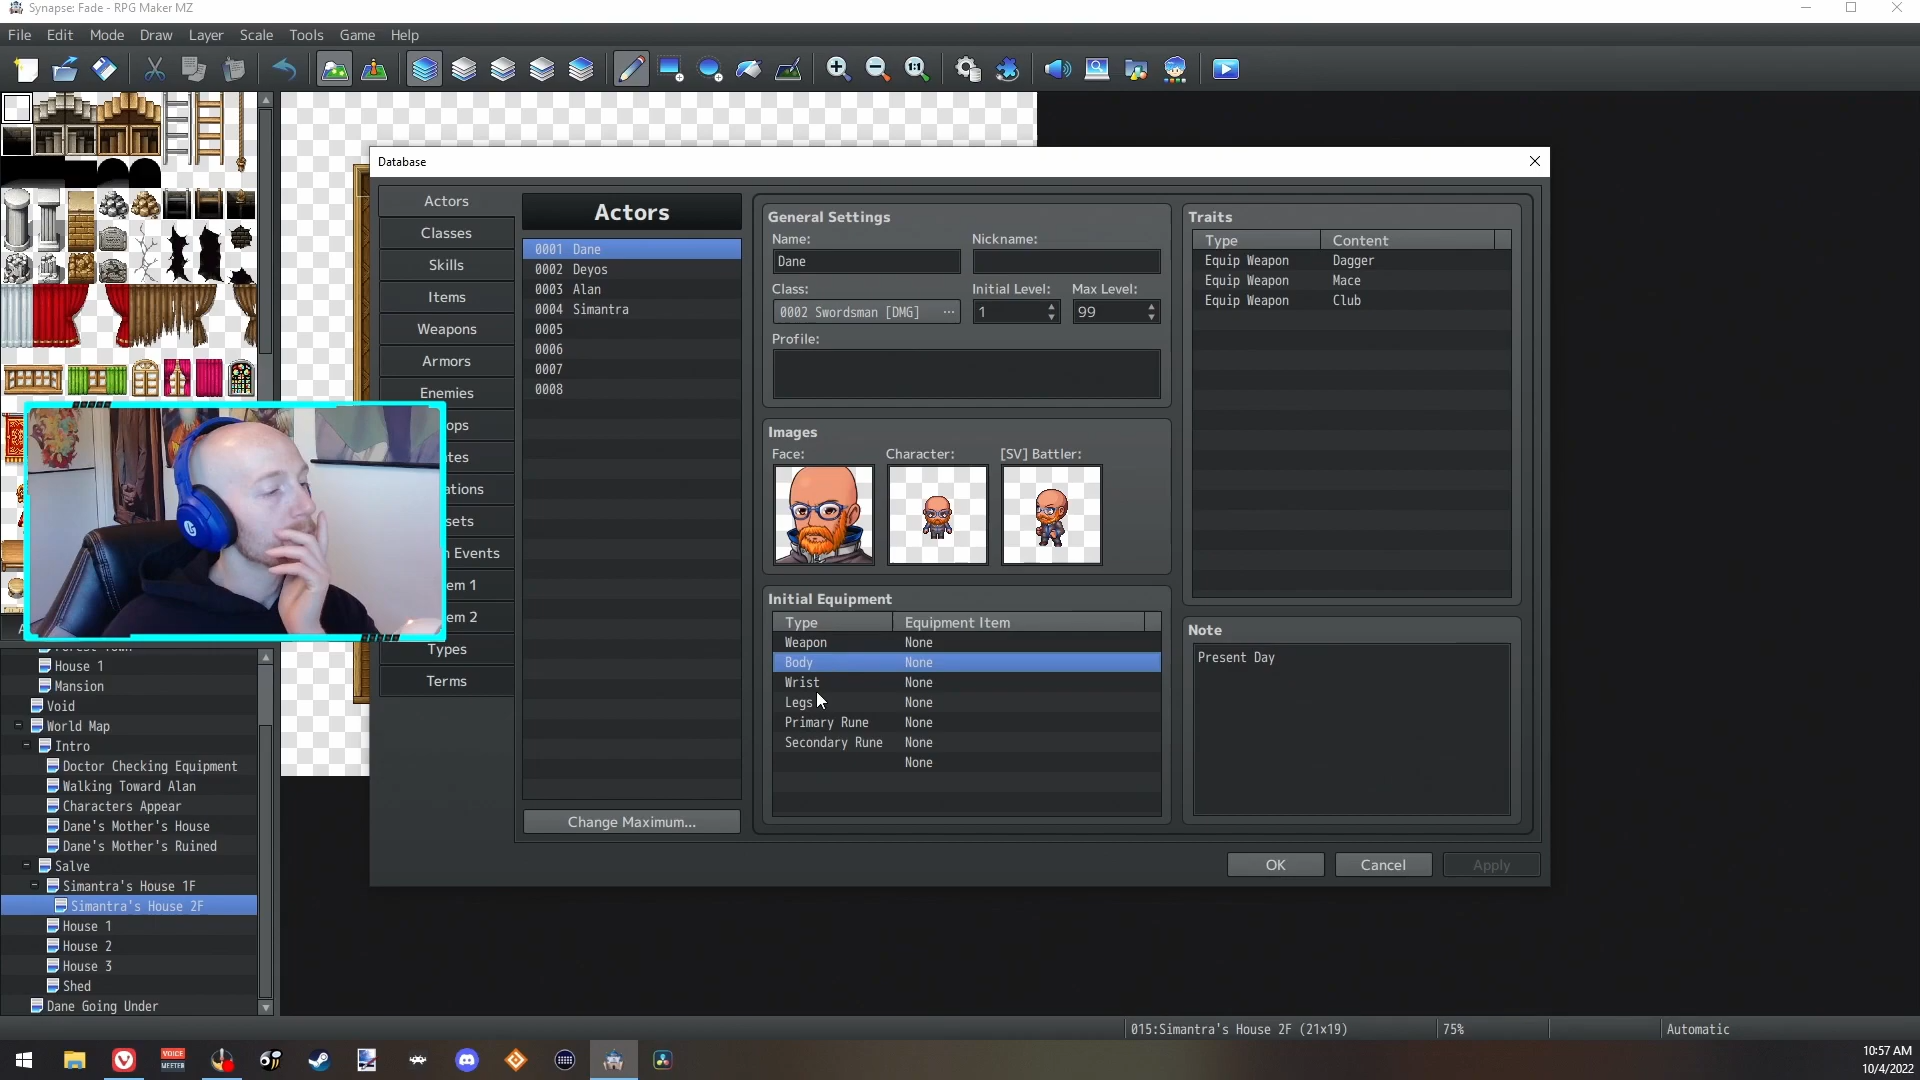 Synapse: Fade - RPG Maker MZ
File Edit Mode Draw Layer Scale Tools Game Help
1:1
Database
Actors
Classes
Skills
Items
Weapons
Armors
Enemies
ops
tes
ations
sets
n Events
em 1
em 2
Types
Terms
Actors
0001 Dane
0002 Deyos
0003 Alan
0004 Simantra
0005
0006
0007
0008
Change Maximum...
General Settings
Name: Nickname:
Dane
Class: Initial Level: Max Level:
0002 Swordsman [DMG] ... 1 99
Profile:
Images
Face: Character: [SV] Battler:
Initial Equipment
Type Equipment Item
Weapon None
Body None
Wrist None
Legs None
Primary Rune None
Secondary Rune None
None
Traits
Type Content
Equip Weapon Dagger
Equip Weapon Mace
Equip Weapon Club
Note
Present Day
OK Cancel Apply
House 1
Mansion
Void
World Map
Intro
Doctor Checking Equipment
Walking Toward Alan
Characters Appear
Dane's Mother's House
Dane's Mother's Ruined
Salve
Simantra's House 1F
Simantra's House 2F
House 1
House 2
House 3
Shed
Dane Going Under
015:Simantra's House 2F (21x19) 75% Automatic
VOICE
MEETER
10:57 AM
10/4/2022